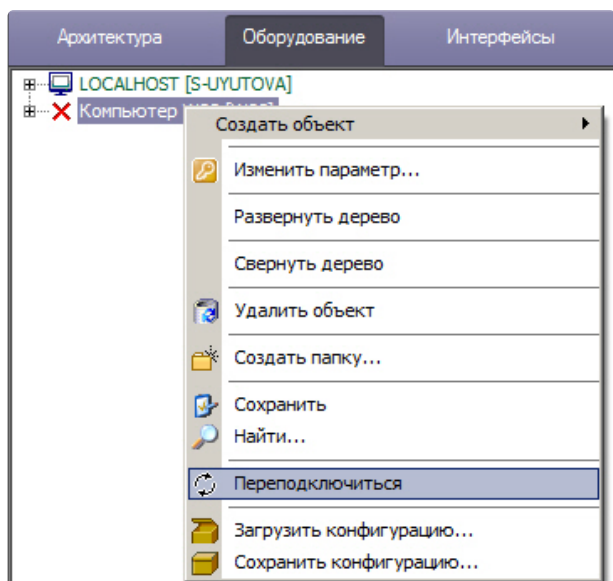 Архитектура Оборудование Интерфейсы
LOCALHOST [S-UYUTOVA]
Компьютер
Создать объект
Изменить параметр...
Развернуть дерево
Свернуть дерево
Удалить объект
Создать папку...
Сохранить
Найти...
Переподключиться
Загрузить конфигурацию...
Сохранить конфигурацию...